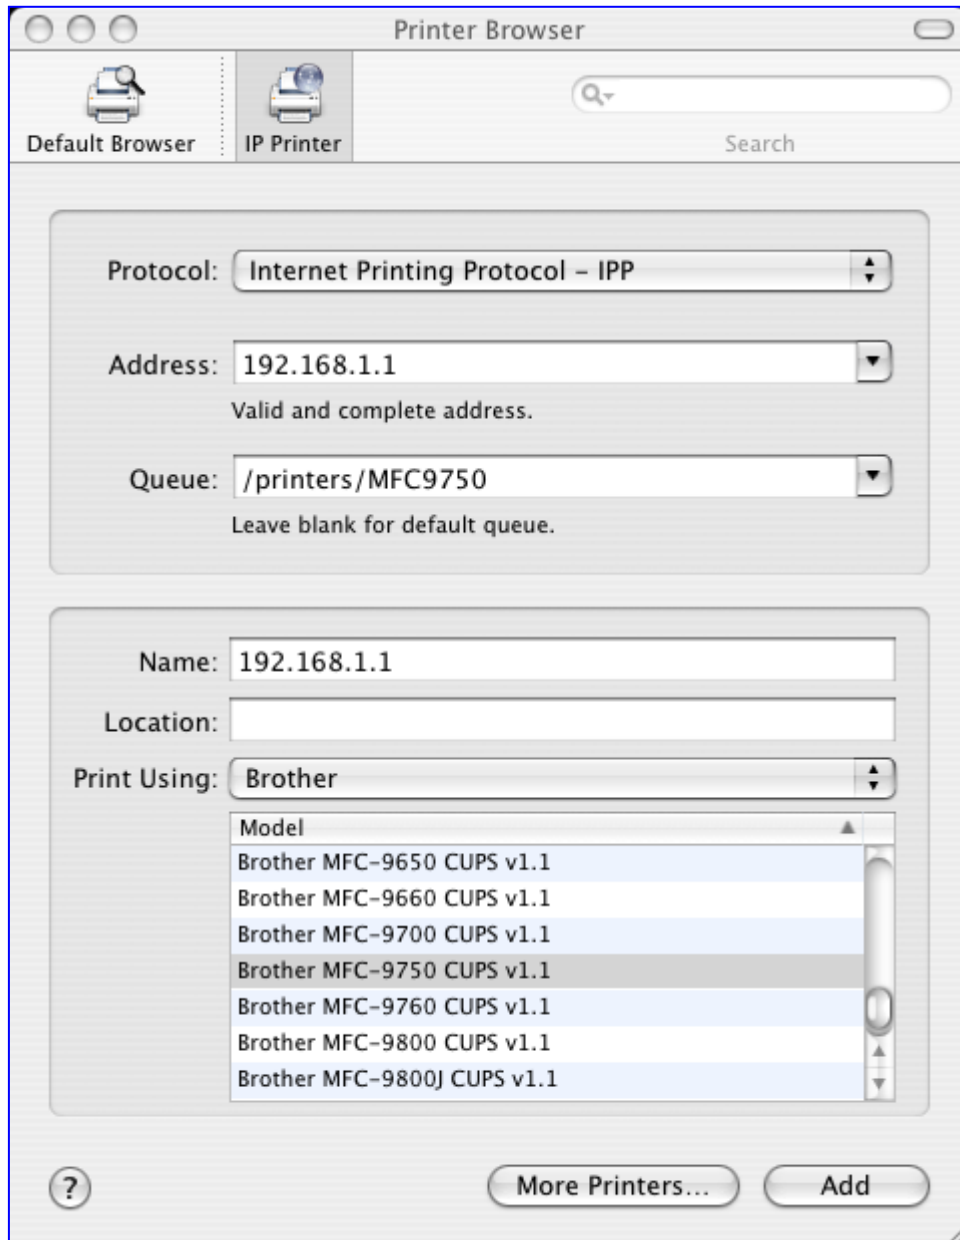 Printer Browser
Default Browser
IP Printer
Search
Protocol: Internet Printing Protocol – IPP
Address: 192.168.1.1
Valid and complete address.
Queue: /printers/MFC9750
Leave blank for default queue.
Name: 192.168.1.1
Location:
Print Using: Brother
Model
Brother MFC–9650 CUPS v1.1
Brother MFC–9660 CUPS v1.1
Brother MFC–9700 CUPS v1.1
Brother MFC–9750 CUPS v1.1
Brother MFC–9760 CUPS v1.1
Brother MFC–9800 CUPS v1.1
Brother MFC–9800J CUPS v1.1
?
More Printers...
Add